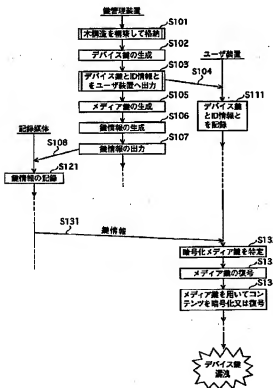 鍵管理装置
S101
木構造を構築して格納
S102
デバイス鍵の生成
S103
デバイス鍵とID情報と
をユーザ装置へ出力
S104
ユーザ装置
S105
メディア鍵の生成
S111
デバイス鍵
とID情報と
を記録
S106
鍵情報の生成
S107
鍵情報の出力
記録媒体
S108
S121
鍵情報の記録
S131
鍵情報
S13
暗号化メディア鍵を特定
S13
メディア鍵の復号
S13
メディア鍵を用いてコン
テンツを暗号化又は復号
デバイス鍵
漏洩